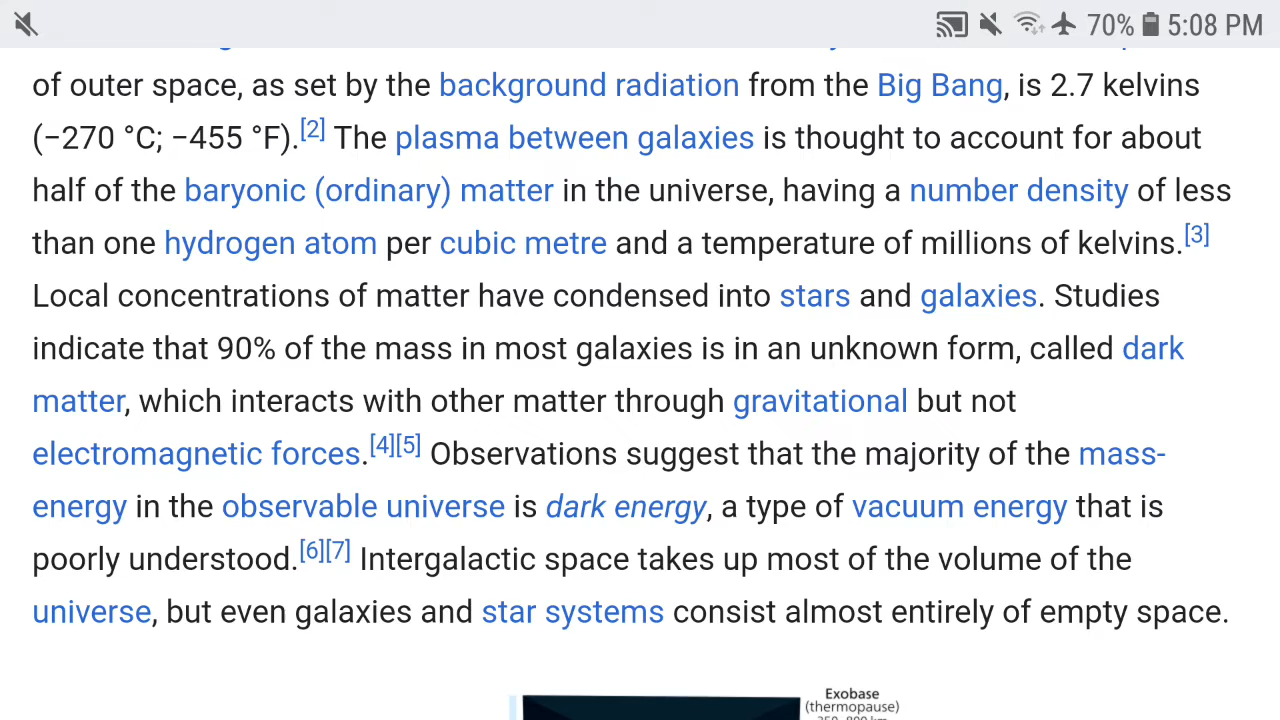 70% 5:08 PM
of outer space, as set by the background radiation from the Big Bang, is 2.7 kelvins
(−270 °C; −455 °F).[2] The plasma between galaxies is thought to account for about
half of the baryonic (ordinary) matter in the universe, having a number density of less
than one hydrogen atom per cubic metre and a temperature of millions of kelvins.[3]
Local concentrations of matter have condensed into stars and galaxies. Studies
indicate that 90% of the mass in most galaxies is in an unknown form, called dark
matter, which interacts with other matter through gravitational but not
electromagnetic forces.[4][5] Observations suggest that the majority of the mass-
energy in the observable universe is dark energy, a type of vacuum energy that is
poorly understood.[6][7] Intergalactic space takes up most of the volume of the
universe, but even galaxies and star systems consist almost entirely of empty space.
Exobase
(thermopause)